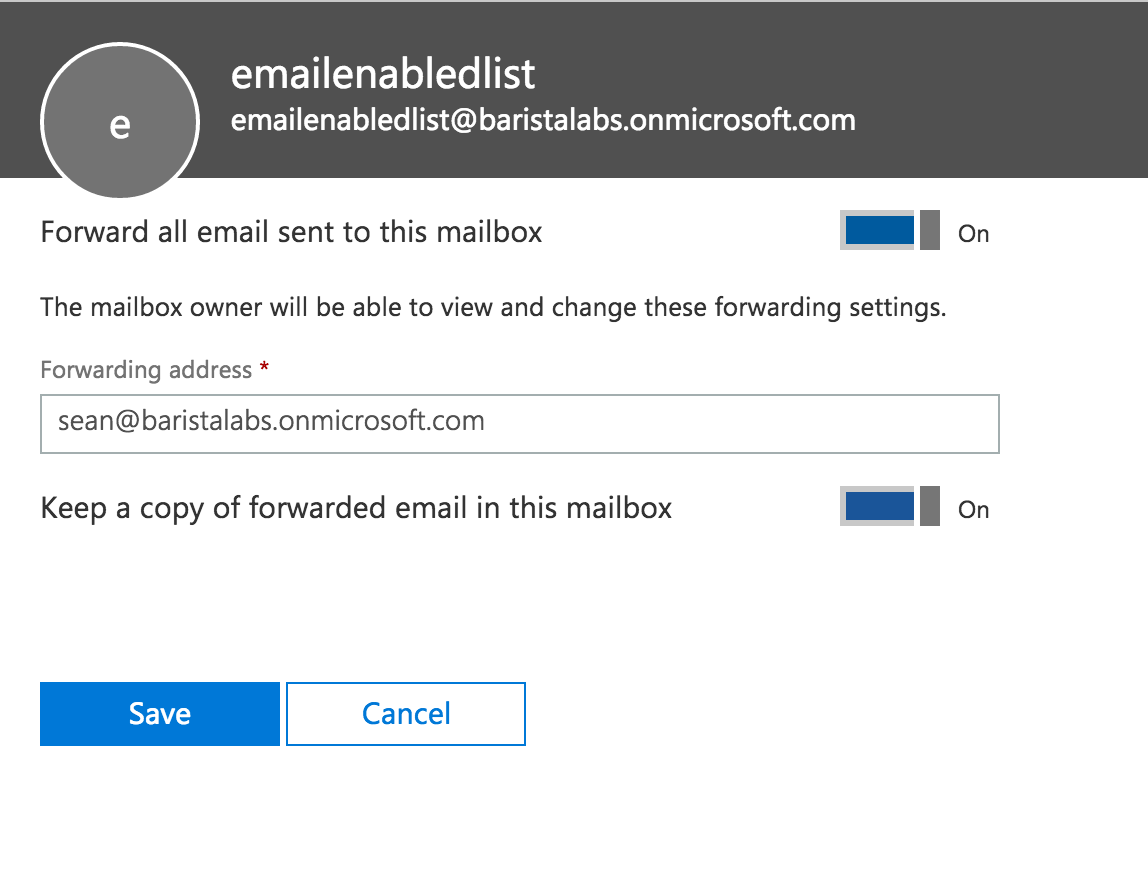 e
emailenabledlist
emailenabledlist@baristalabs.onmicrosoft.com
Forward all email sent to this mailbox
On
The mailbox owner will be able to view and change these forwarding settings.
Forwarding address *
sean@baristalabs.onmicrosoft.com
Keep a copy of forwarded email in this mailbox
On
Save
Cancel